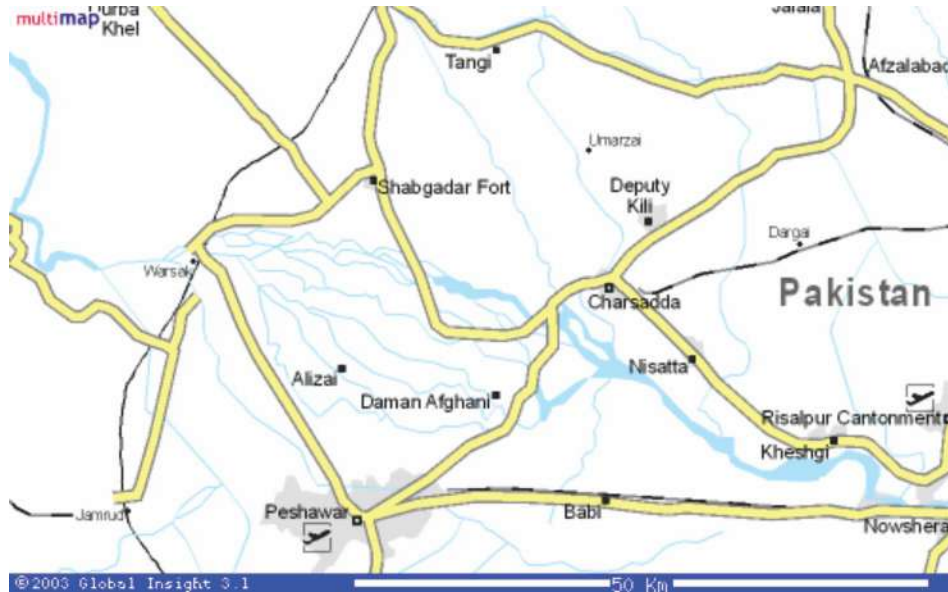 multimap
Durba
Khel
Tangi
Jalala
Afzalabad
Umarzai
Shabgadar Fort
Deputy
Kili
Dargai
Warsak
Charsadda
Pakistan
Nisatta
Alizai
Daman Afghani
Risalpur Cantonment
Kheshgi
Peshawar
Babi
Jamrud
Nowshera
©2003 Global Insight 3.1
50 Km